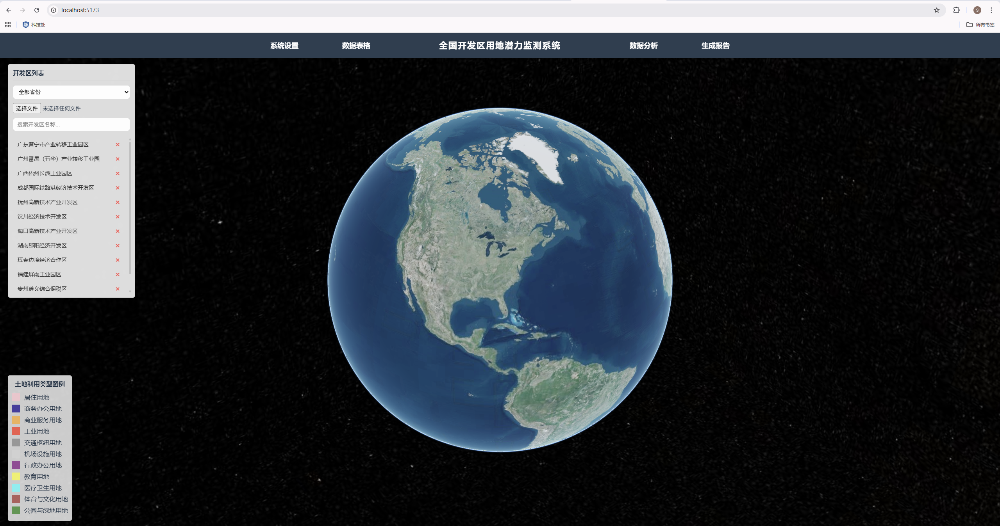 localhost:5173
S
科技处
所有书签
系统设置
数据表格
全国开发区用地潜力监测系统
数据分析
生成报告
开发区列表
全部省份
选择文件 未选择任何文件
搜索开发区名称...
广东普宁市产业转移工业园区
广州番禺（五华）产业转移工业园
广西梧州长洲工业园区
成都国际铁路港经济技术开发区
抚州高新技术产业开发区
汉川经济技术开发区
海口高新技术产业开发区
湖南邵阳经济开发区
珲春边境经济合作区
福建屏南工业园区
贵州遵义综合保税区
土地利用类型图例
居住用地
商务办公用地
商业服务用地
工业用地
交通枢纽用地
机场设施用地
行政办公用地
教育用地
医疗卫生用地
体育与文化用地
公园与绿地用地